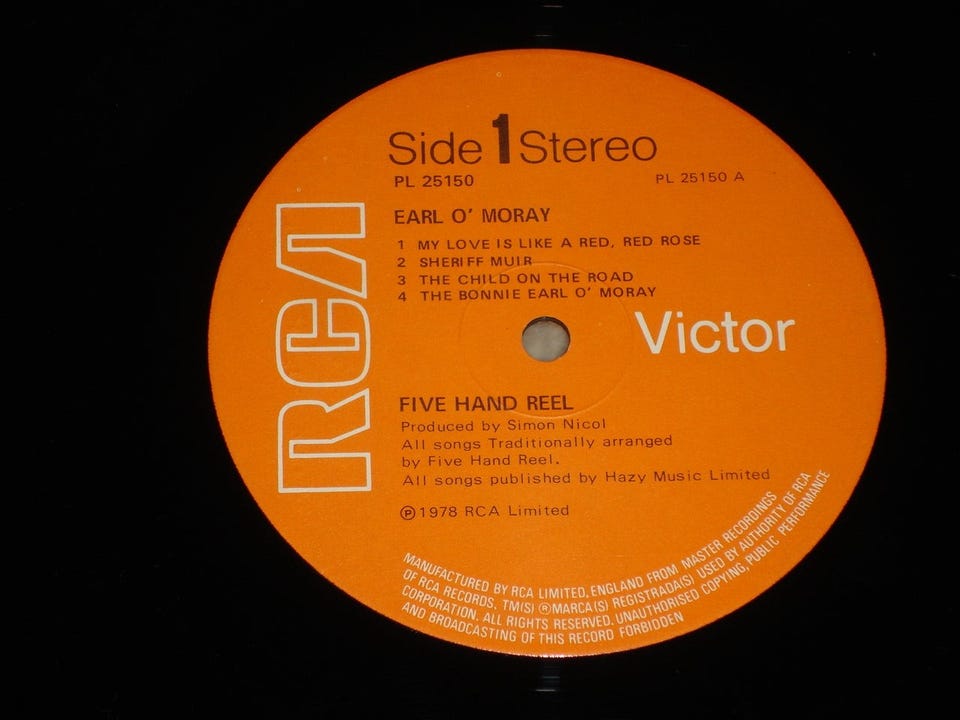 Side 1 Stereo
PL 25150
PL 25150 A
EARL O' MORAY
1 MY LOVE IS LIKE A RED, RED ROSE
2 SHERIFF MUIR
3 THE CHILD ON THE ROAD
4 THE BONNIE EARL O' MORAY
RCA
Victor
FIVE HAND REEL
Produced by Simon Nicol
All songs Traditionally arranged
by Five Hand Reel.
All songs published by Hazy Music Limited
℗1978 RCA Limited
MANUFACTURED BY RCA LIMITED, ENGLAND FROM MASTER RECORDINGS
OF RCA RECORDS. TM(S) ®MARCA(S) REGISTRADA(S) USED BY AUTHORITY OF RCA
CORPORATION. ALL RIGHTS RESERVED. UNAUTHORISED COPYING, PUBLIC PERFORMANCE
AND BROADCASTING OF THIS RECORD FORBIDDEN